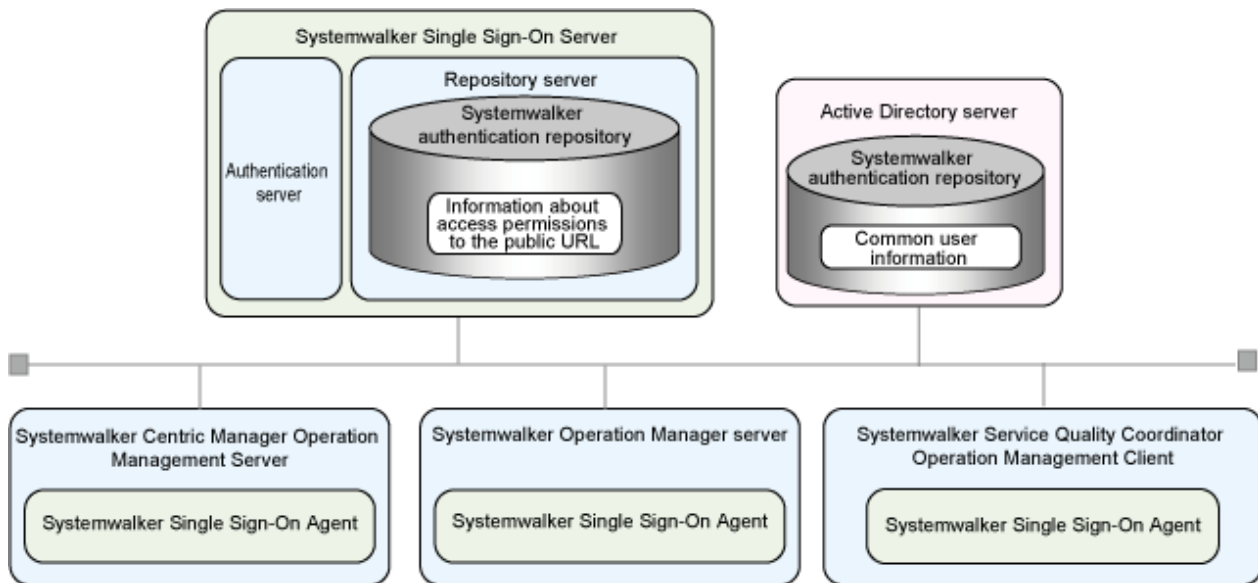 Systemwalker Single Sign-On Server
Authentication
server
Repository server
Systemwalker
authentication repository
Information about
access permissions
to the public URL
Active Directory server
Systemwalker
authentication repository
Common user
information
Systemwalker Centric Manager Operation
Management Server
Systemwalker Single Sign-On Agent
Systemwalker Operation Manager server
Systemwalker Single Sign-On Agent
Systemwalker Service Quality Coordinator
Operation Management Client
Systemwalker Single Sign-On Agent